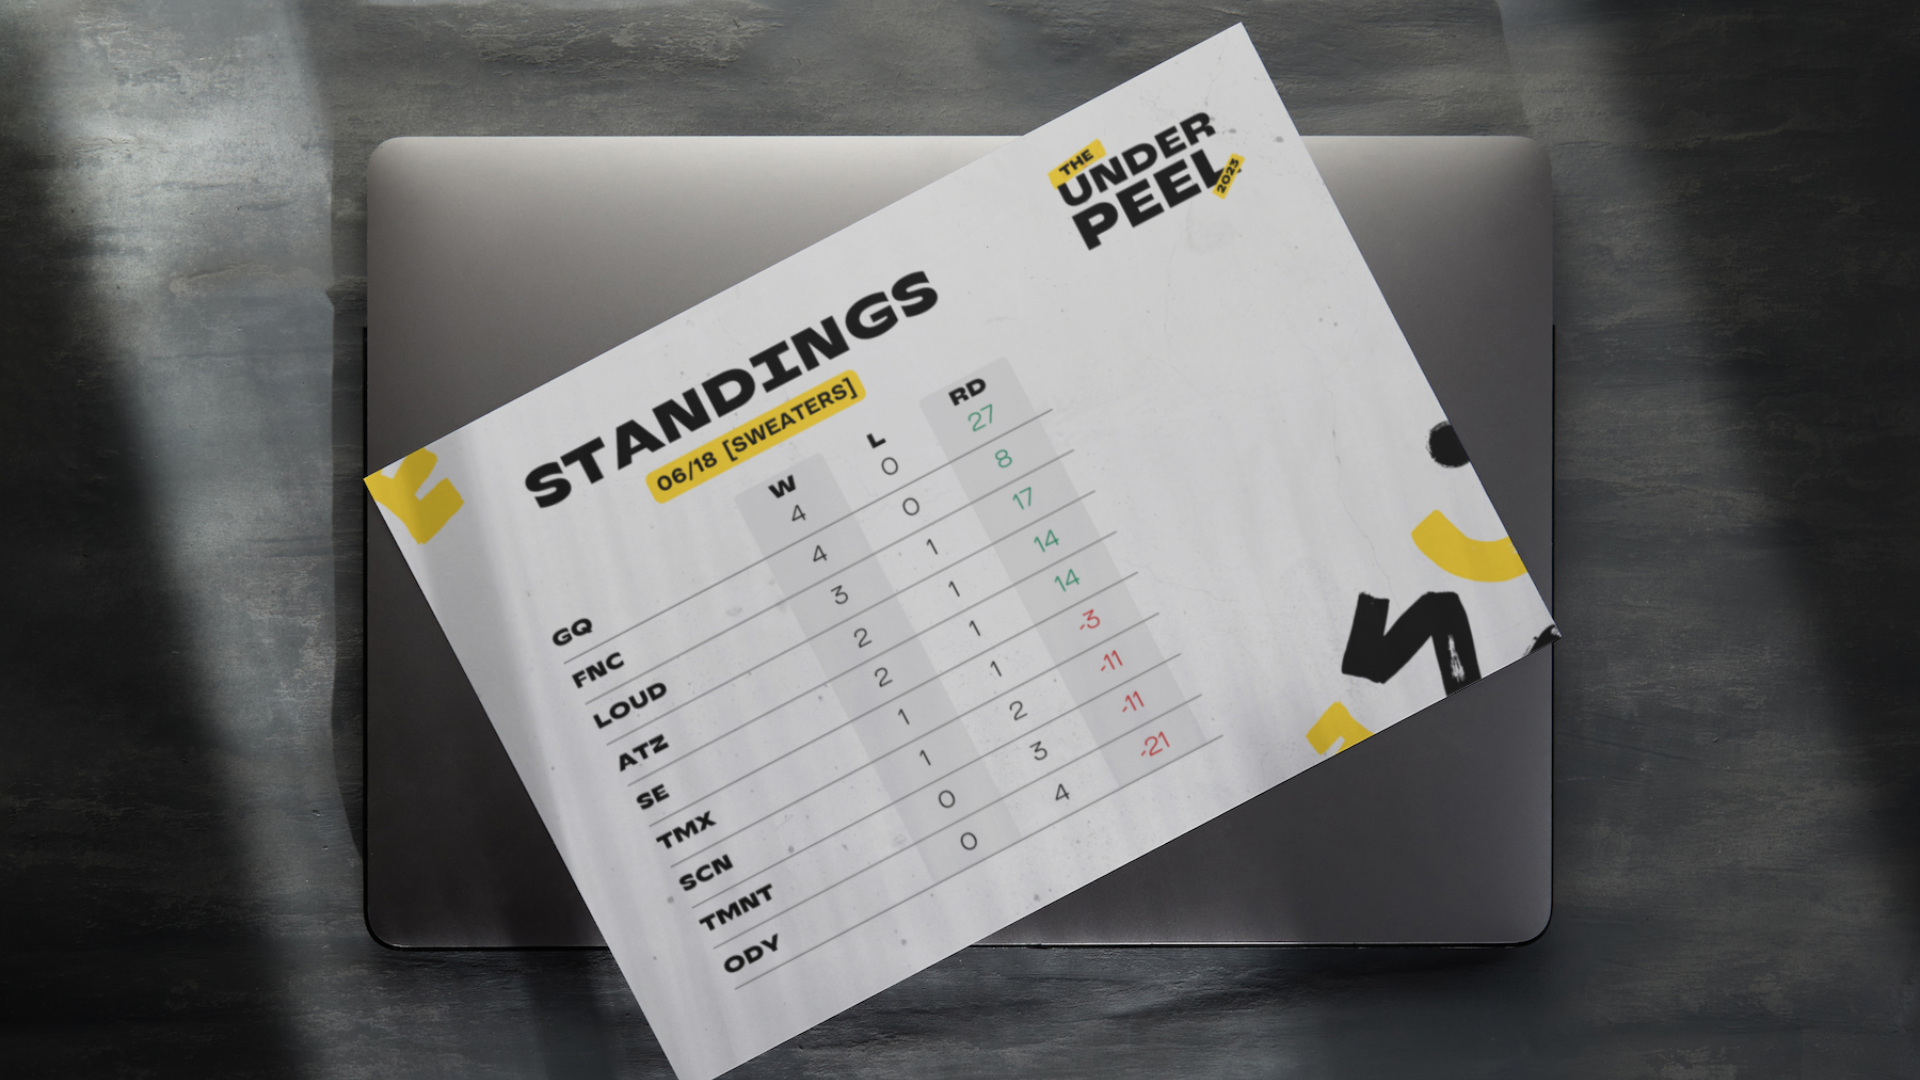 THE
UNDER
PEEL
2023
STANDINGS
06/18 [SWEATERS]
W L RD
GQ 4 0 27
FNC 4 0 8
LOUD 3 1 17
ATZ 2 1 14
SE 2 1 14
TMX 1 1 -3
SCN 1 2 -11
TMNT 0 3 -11
ODY 0 4 -21